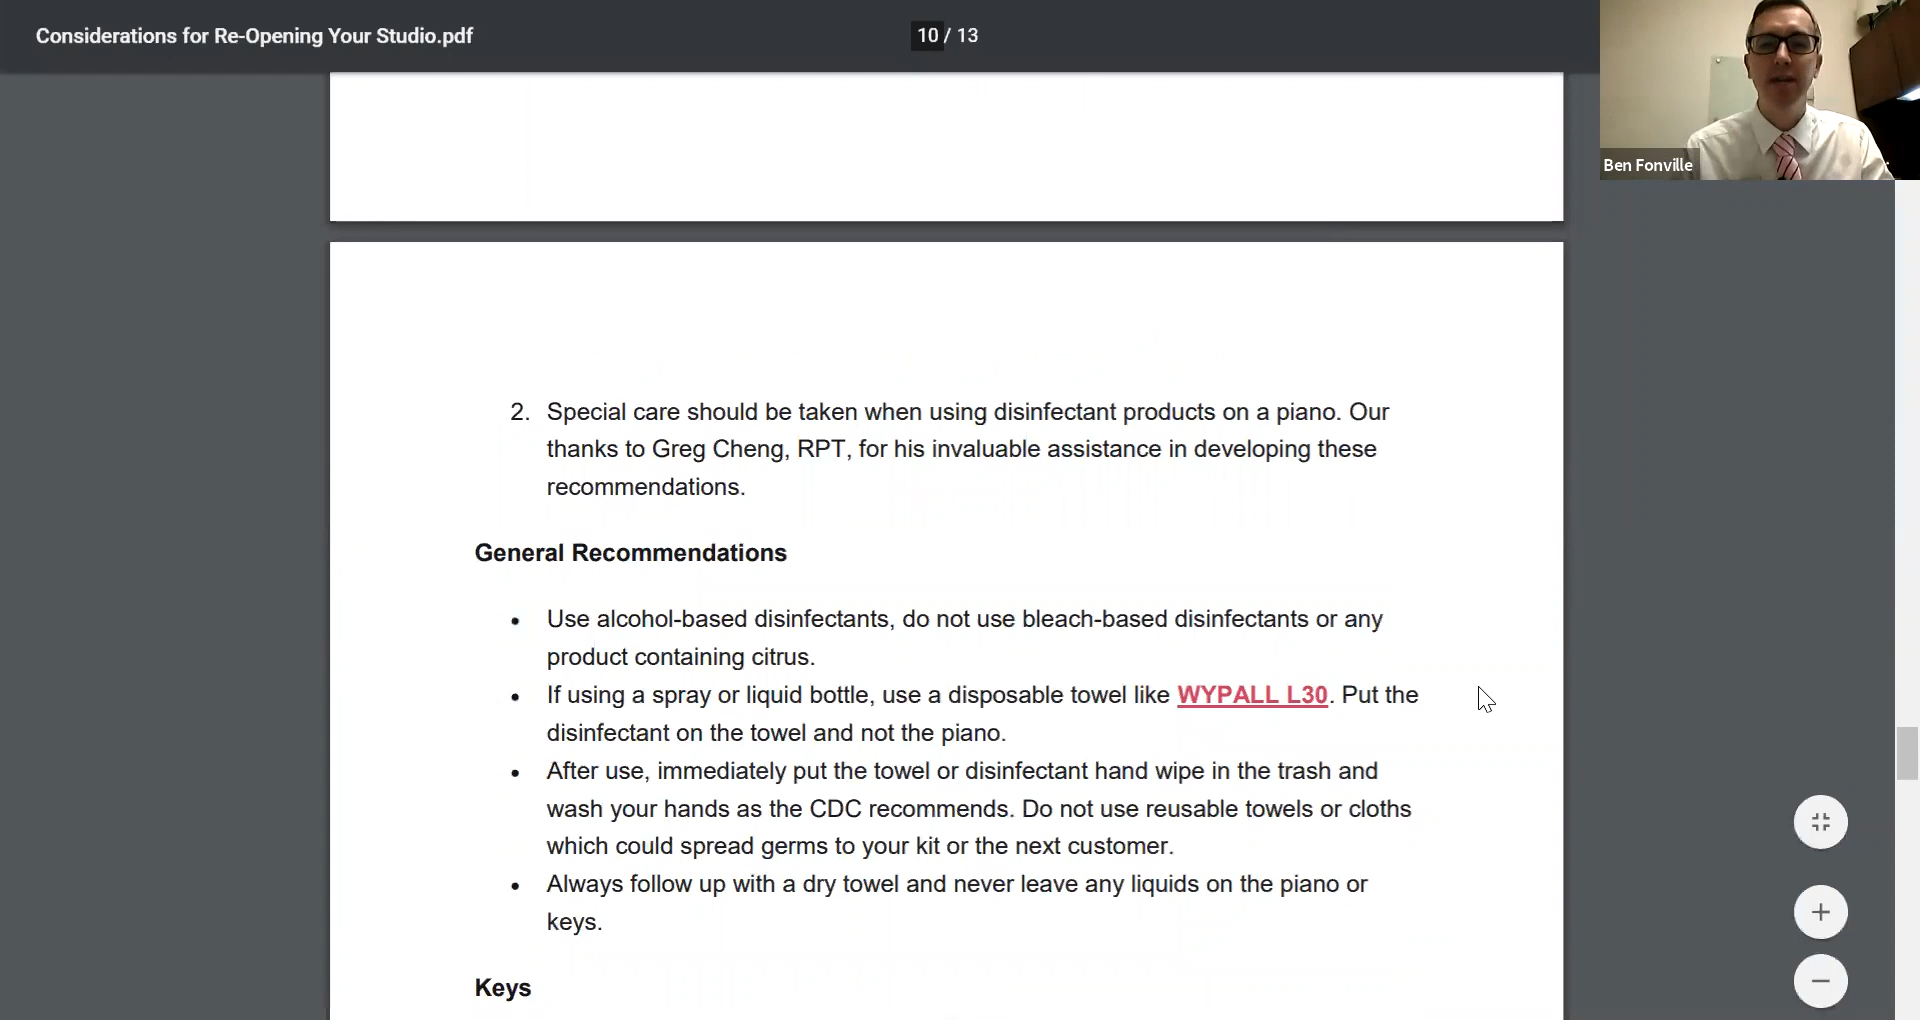 Considerations for Re-Opening Your Studio.pdf
10 / 13
Ben Fonville
2. Special care should be taken when using disinfectant products on a piano. Our
thanks to Greg Cheng, RPT, for his invaluable assistance in developing these
recommendations.
General Recommendations
• Use alcohol-based disinfectants, do not use bleach-based disinfectants or any
product containing citrus.
• If using a spray or liquid bottle, use a disposable towel like WYPALL L30. Put the
disinfectant on the towel and not the piano.
• After use, immediately put the towel or disinfectant hand wipe in the trash and
wash your hands as the CDC recommends. Do not use reusable towels or cloths
which could spread germs to your kit or the next customer.
• Always follow up with a dry towel and never leave any liquids on the piano or
keys.
Keys